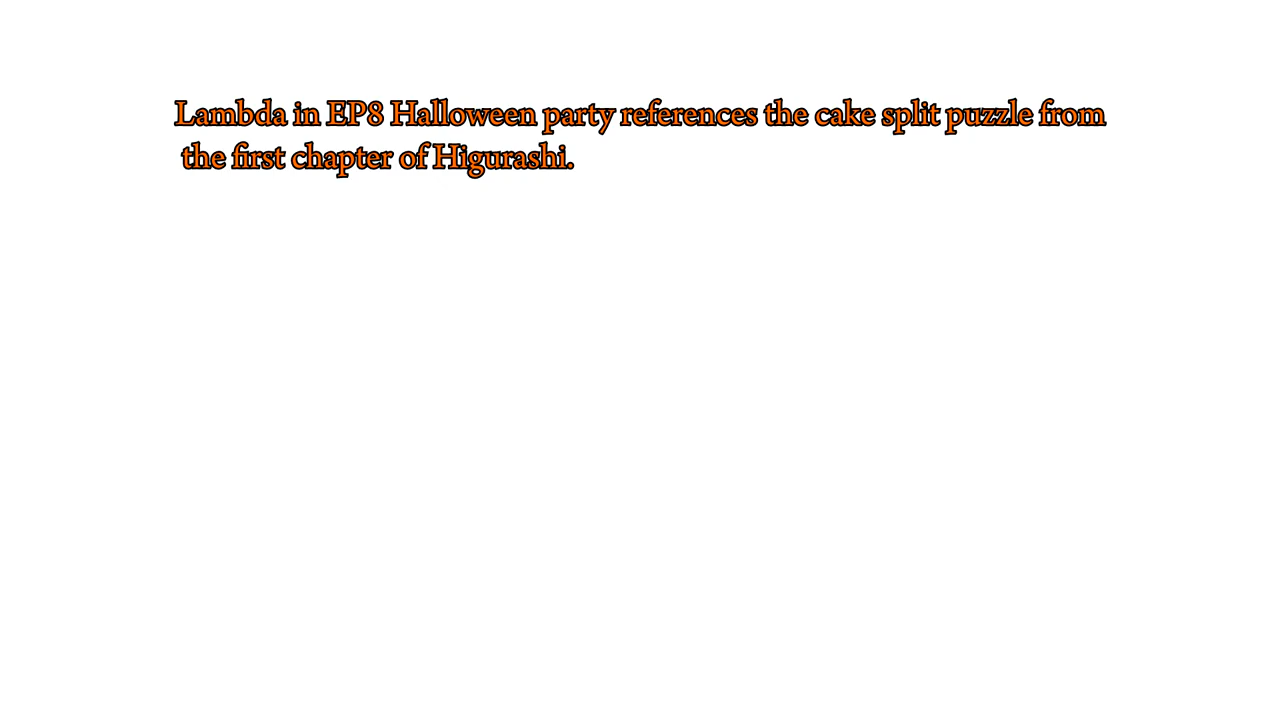 Lambda in EP8 Halloween party references the cake split puzzle from
the first chapter of Higurashi.